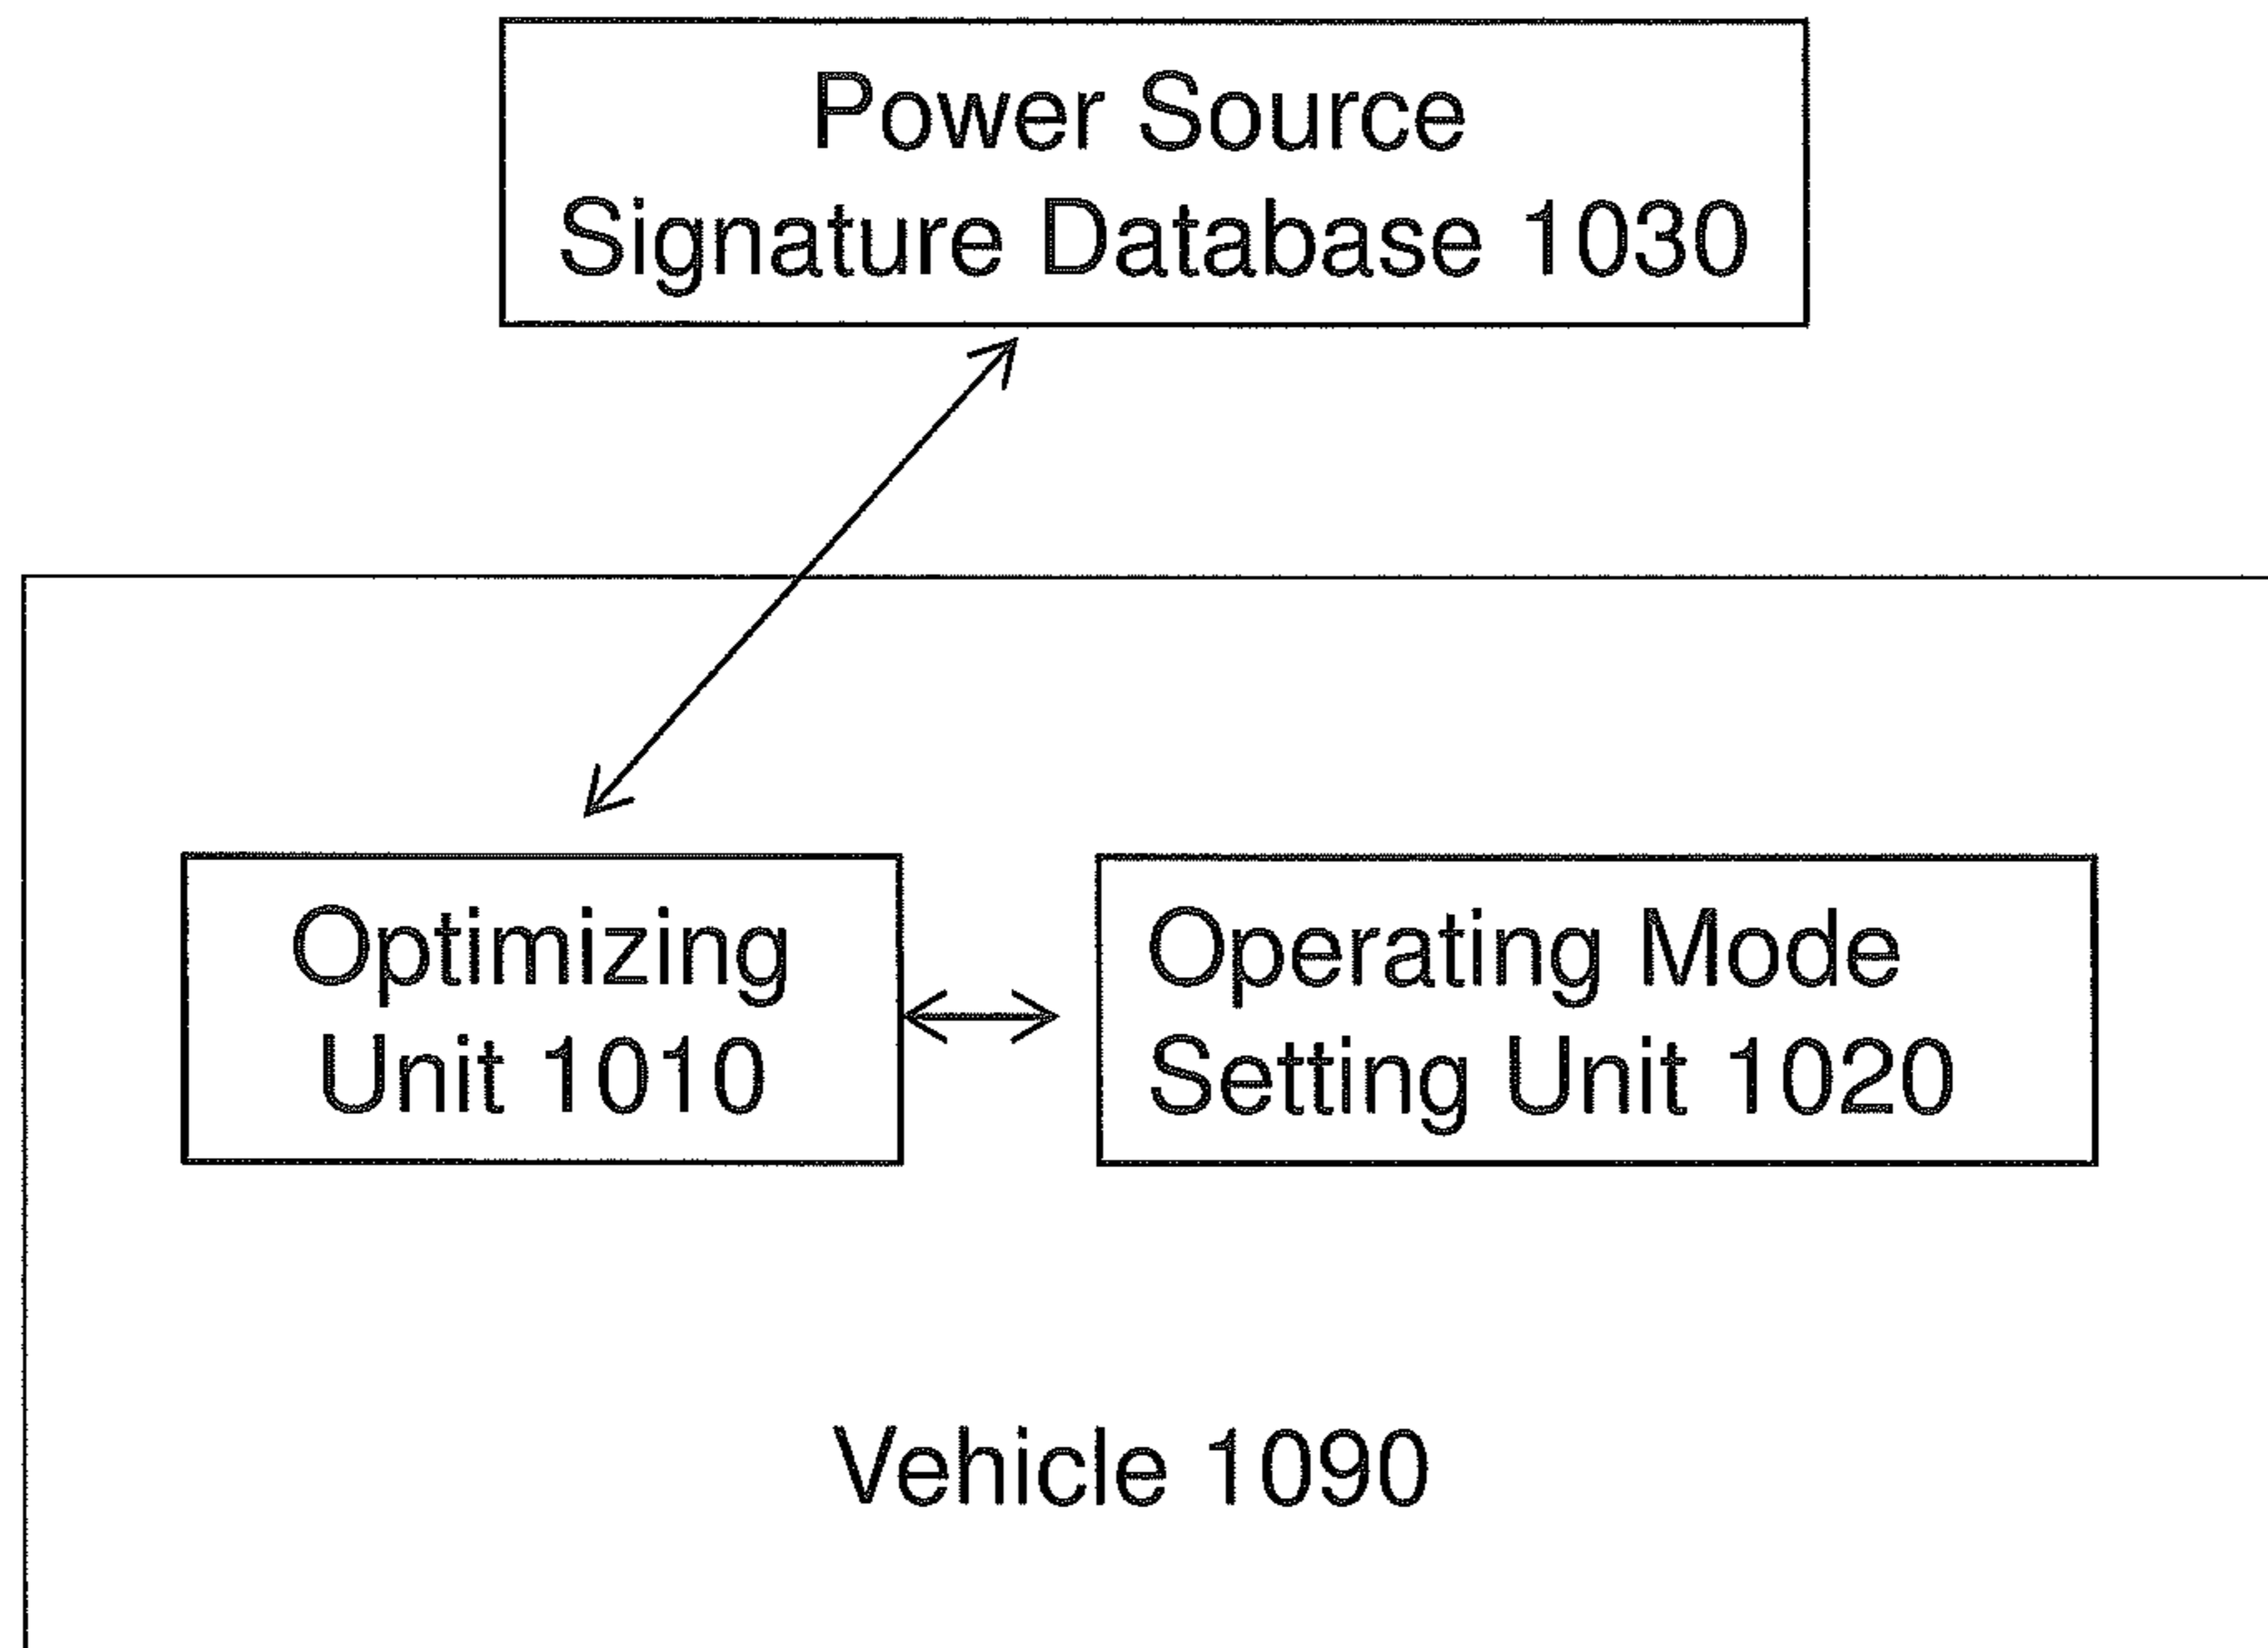 Power Source
Signature Database 1030
Optimizing
Unit 1010
Operating Mode
Setting Unit 1020
Vehicle 1090